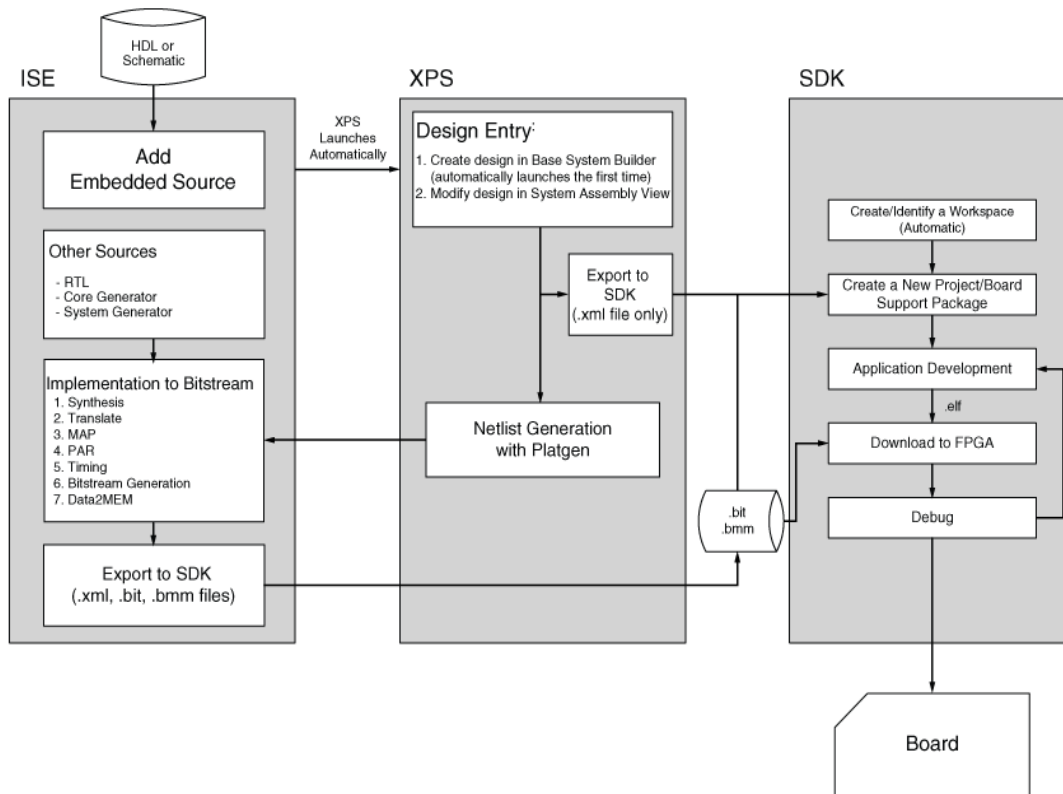 HDL or
Schematic
ISE
Add
Embedded Source
Other Sources
- RTL
- Core Generator
- System Generator
Implementation to Bitstream
1. Synthesis
2. Translate
3. MAP
4. PAR
5. Timing
6. Bitstream Generation
7. Data2MEM
Export to SDK
(.xml, .bit, .bmm files)
XPS
Launches
Automatically
XPS
Design Entry:
1. Create design in Base System Builder
(automatically launches the first time)
2. Modify design in System Assembly View
Export to
SDK
(.xml file only)
Netlist Generation
with Platgen
.bit
.bmm
SDK
Create/Identify a Workspace
(Automatic)
Create a New Project/Board
Support Package
Application Development
.elf
Download to FPGA
Debug
Board